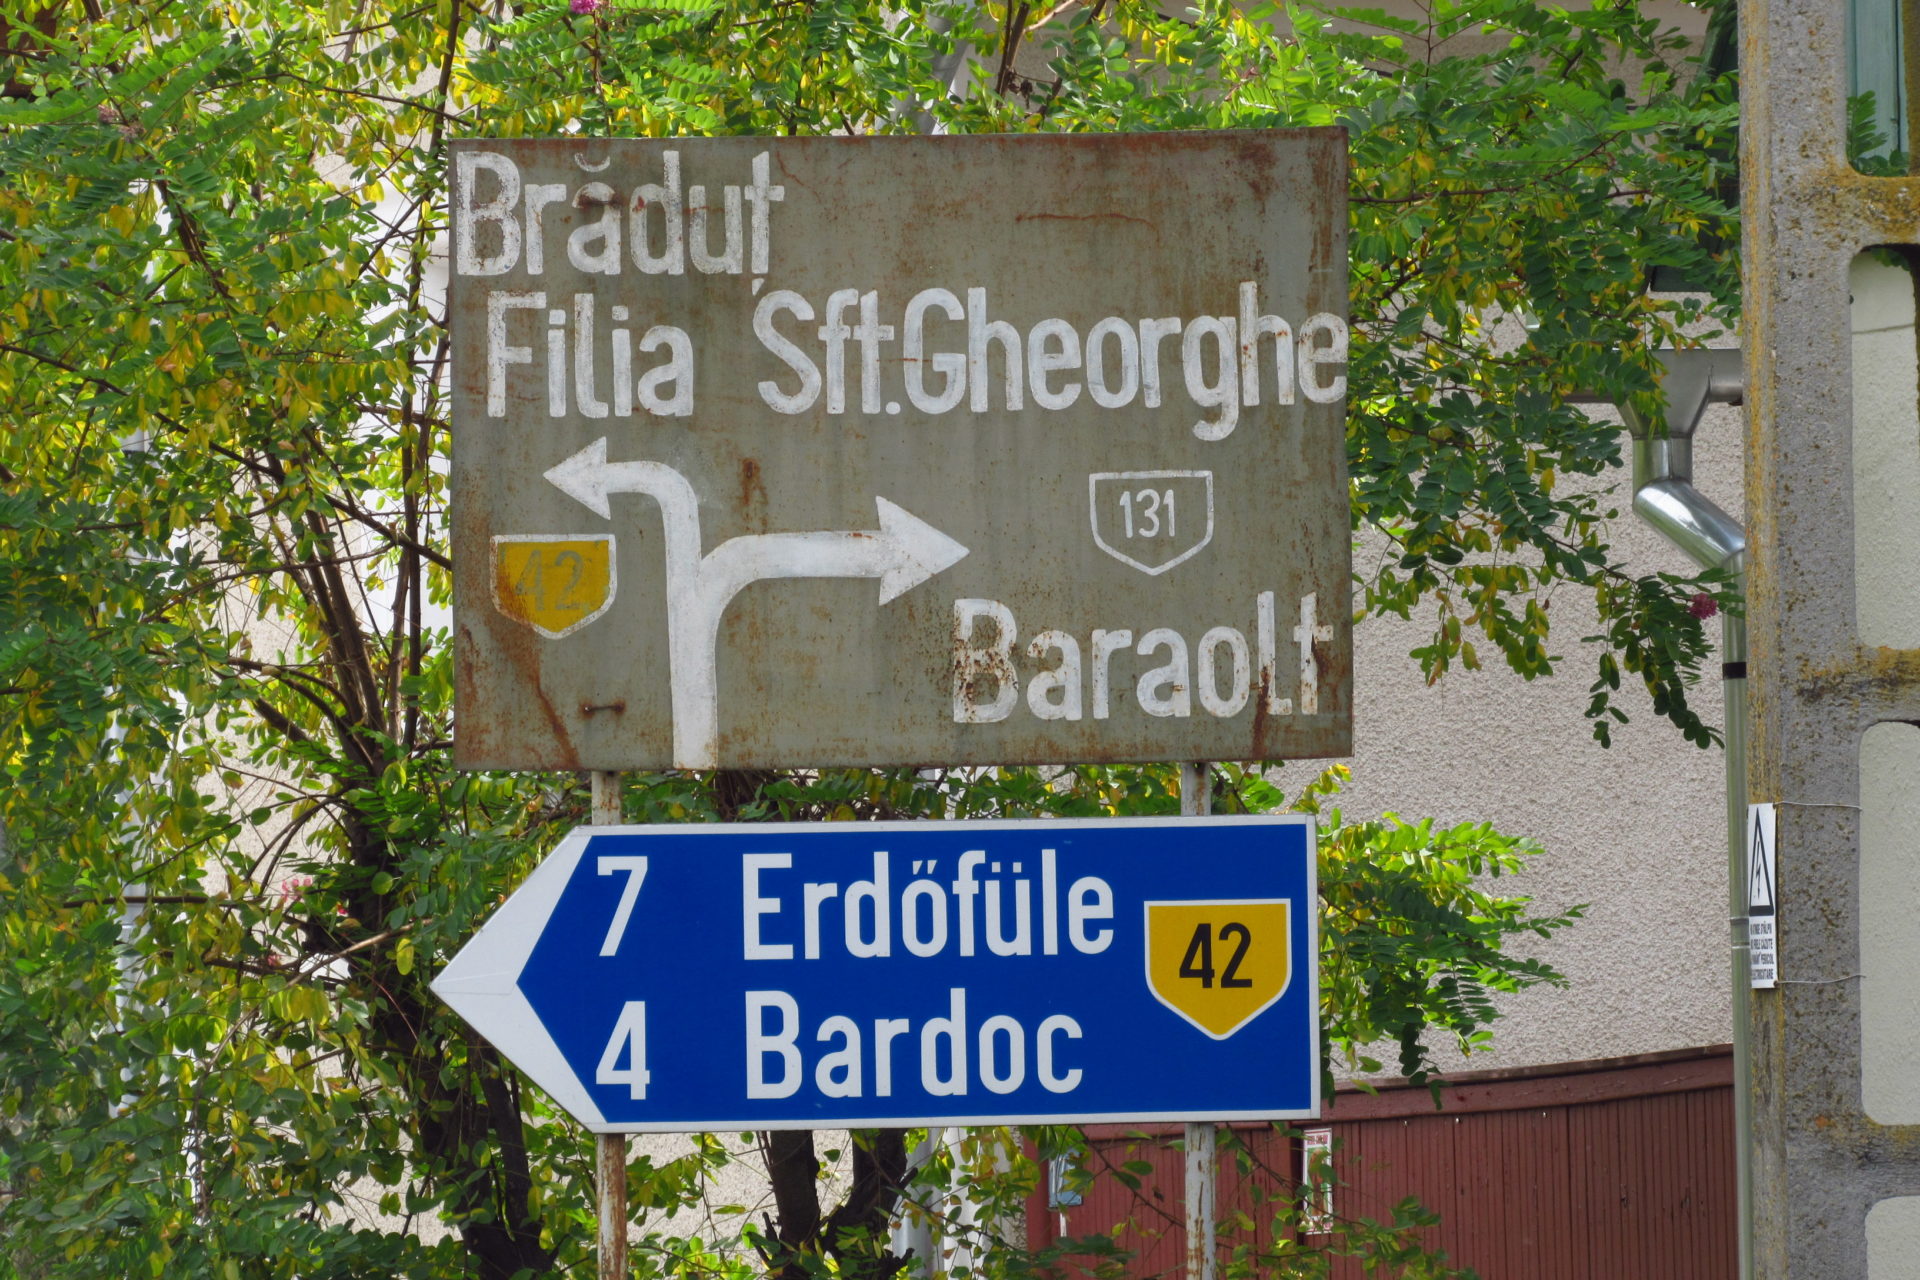 Brăduț
Filia Sft.Gheorghe
42
131
Baraolt
7 Erdőfüle
42
4 Bardoc